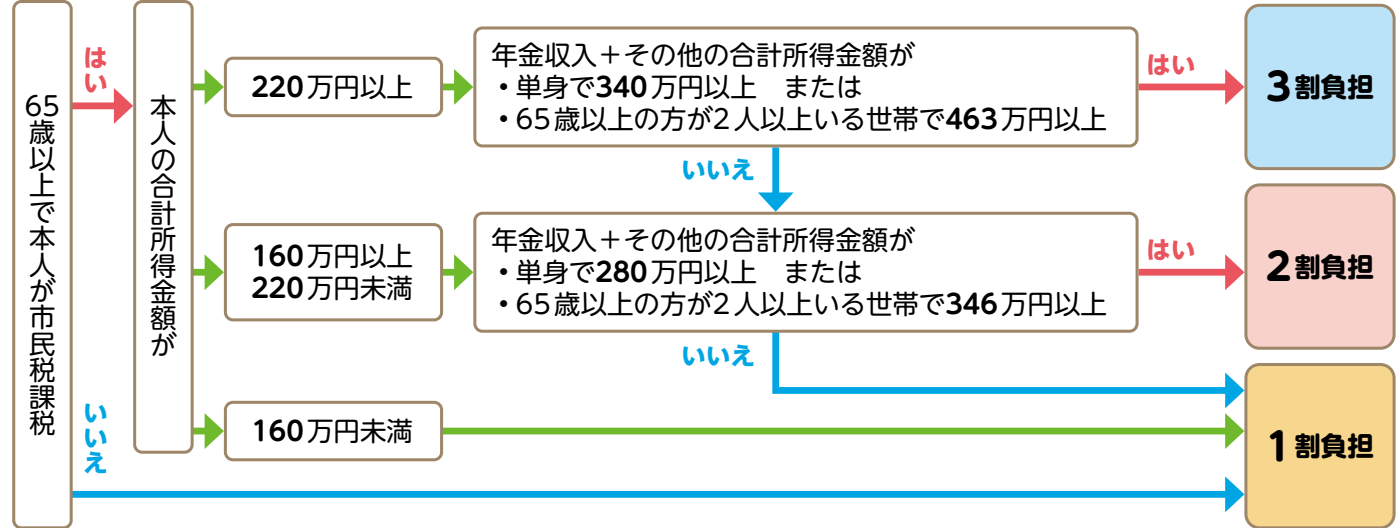 65歳以上で本人が市民税課税
はい
いいえ
本人の合計所得金額が
220万円以上
年金収入＋その他の合計所得金額が
・単身で340万円以上　または
・65歳以上の方が2人以上いる世帯で463万円以上
はい
3割負担
いいえ
160万円以上
220万円未満
年金収入＋その他の合計所得金額が
・単身で280万円以上　または
・65歳以上の方が2人以上いる世帯で346万円以上
はい
2割負担
いいえ
160万円未満
1割負担